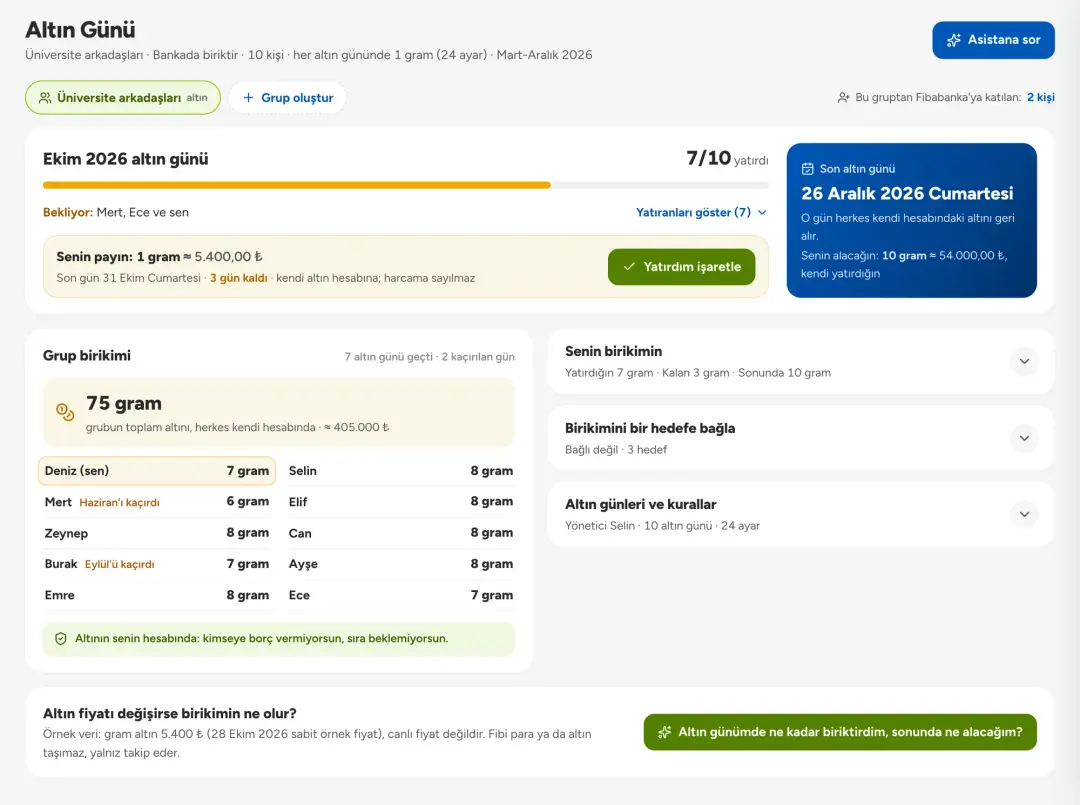 Altın Günü
Üniversite arkadaşları · Bankada biriktir · 10 kişi · her altın gününde 1 gram (24 ayar) · Mart-Aralık 2026
Asistana sor
Üniversite arkadaşları altın
Grup oluştur
Bu gruptan Fibabanka'ya katılan: 2 kişi
Ekim 2026 altın günü
7/10 yatırdı
Bekliyor: Mert, Ece ve sen
Yatıranları göster (7)
Senin payın: 1 gram ≈ 5.400,00 ₺
Son gün 31 Ekim Cumartesi · 3 gün kaldı · kendi altın hesabına; harcama sayılmaz
Yatırdım işaretle
Son altın günü
26 Aralık 2026 Cumartesi
O gün herkes kendi hesabındaki altını geri
alır.
Senin alacağın: 10 gram ≈ 54.000,00 ₺,
kendi yatırdığın
Grup birikimi
7 altın günü geçti · 2 kaçırılan gün
75 gram
grubun toplam altını, herkes kendi hesabında · ≈ 405.000 ₺
Deniz (sen) 7 gram
Selin 8 gram
Mert Haziran'ı kaçırdı 6 gram
Elif 8 gram
Zeynep 8 gram
Can 8 gram
Burak Eylül'ü kaçırdı 7 gram
Ayşe 8 gram
Emre 8 gram
Ece 7 gram
Altının senin hesabında: kimseye borç vermiyorsun, sıra beklemiyorsun.
Senin birikimin
Yatırdığın 7 gram · Kalan 3 gram · Sonunda 10 gram
Birikimini bir hedefe bağla
Bağlı değil · 3 hedef
Altın günleri ve kurallar
Yönetici Selin · 10 altın günü · 24 ayar
Altın fiyatı değişirse birikimin ne olur?
Örnek veri: gram altın 5.400 ₺ (28 Ekim 2026 sabit örnek fiyat), canlı fiyat değildir. Fibi para ya da altın
taşımaz, yalnız takip eder.
Altın günümde ne kadar biriktirdim, sonunda ne alacağım?